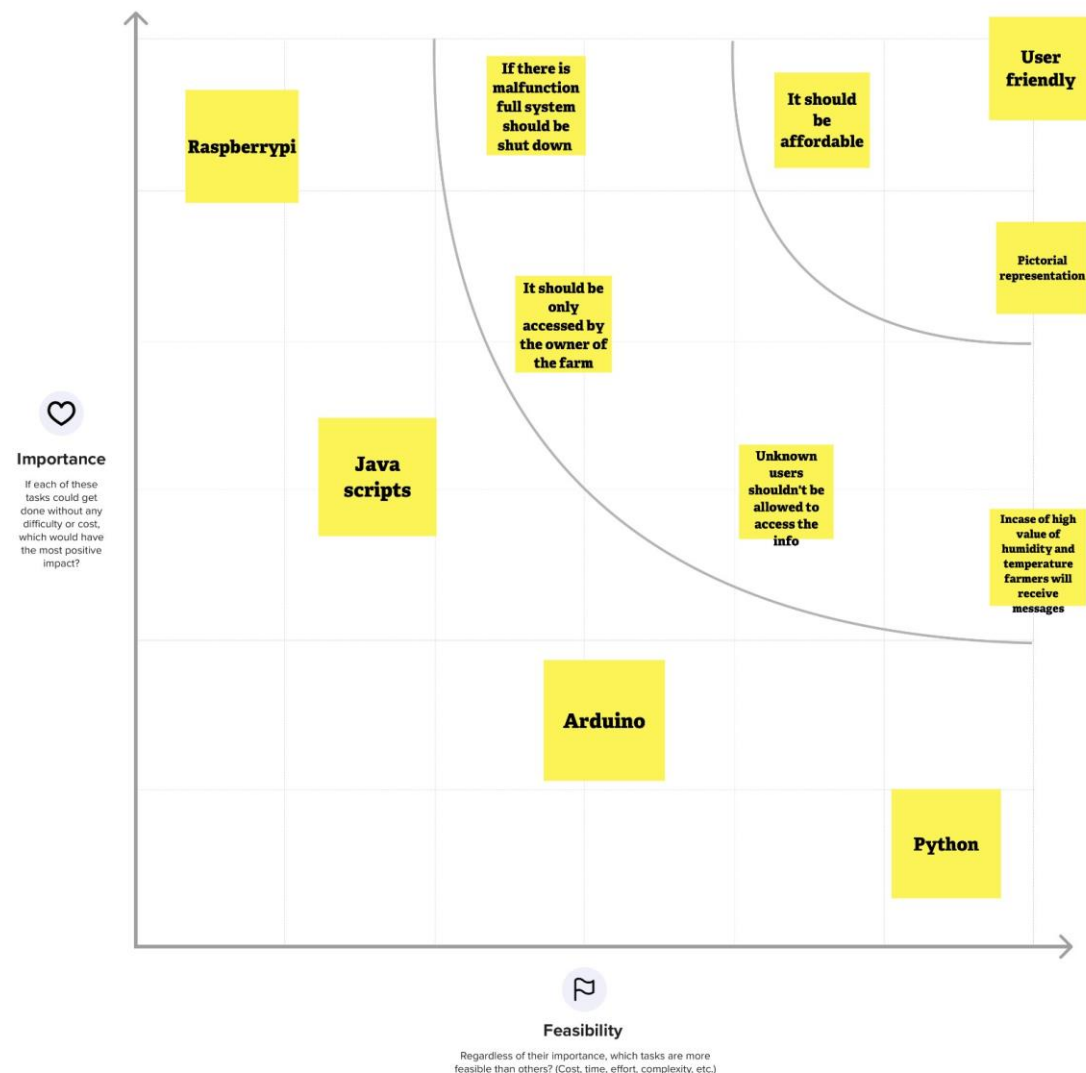 User
friendly
If there is
malfunction
full system
should be
shut down
It should
be
affordable
Raspberrypi
Pictorial
representation
It should be
only
accessed by
the owner of
the farm
Java
scripts
Unknown
users
shouldn't be
allowed to
access the
info
Importance
If each of these
tasks could get
done without any
difficulty or cost,
which would have
the most positive
impact?
Incase of high
value of
humidity and
temperature
farmers will
receive
messages
Arduino
Python
Feasibility
Regardless of their importance, which tasks are more
feasible than others? (Cost, time, effort, complexity, etc.)